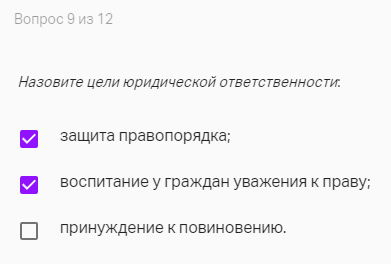 Вопрос 9 из 12
Назовите цели юридической ответственности:
защита правопорядка;
воспитание у граждан уважения к праву;
принуждение к повиновению.